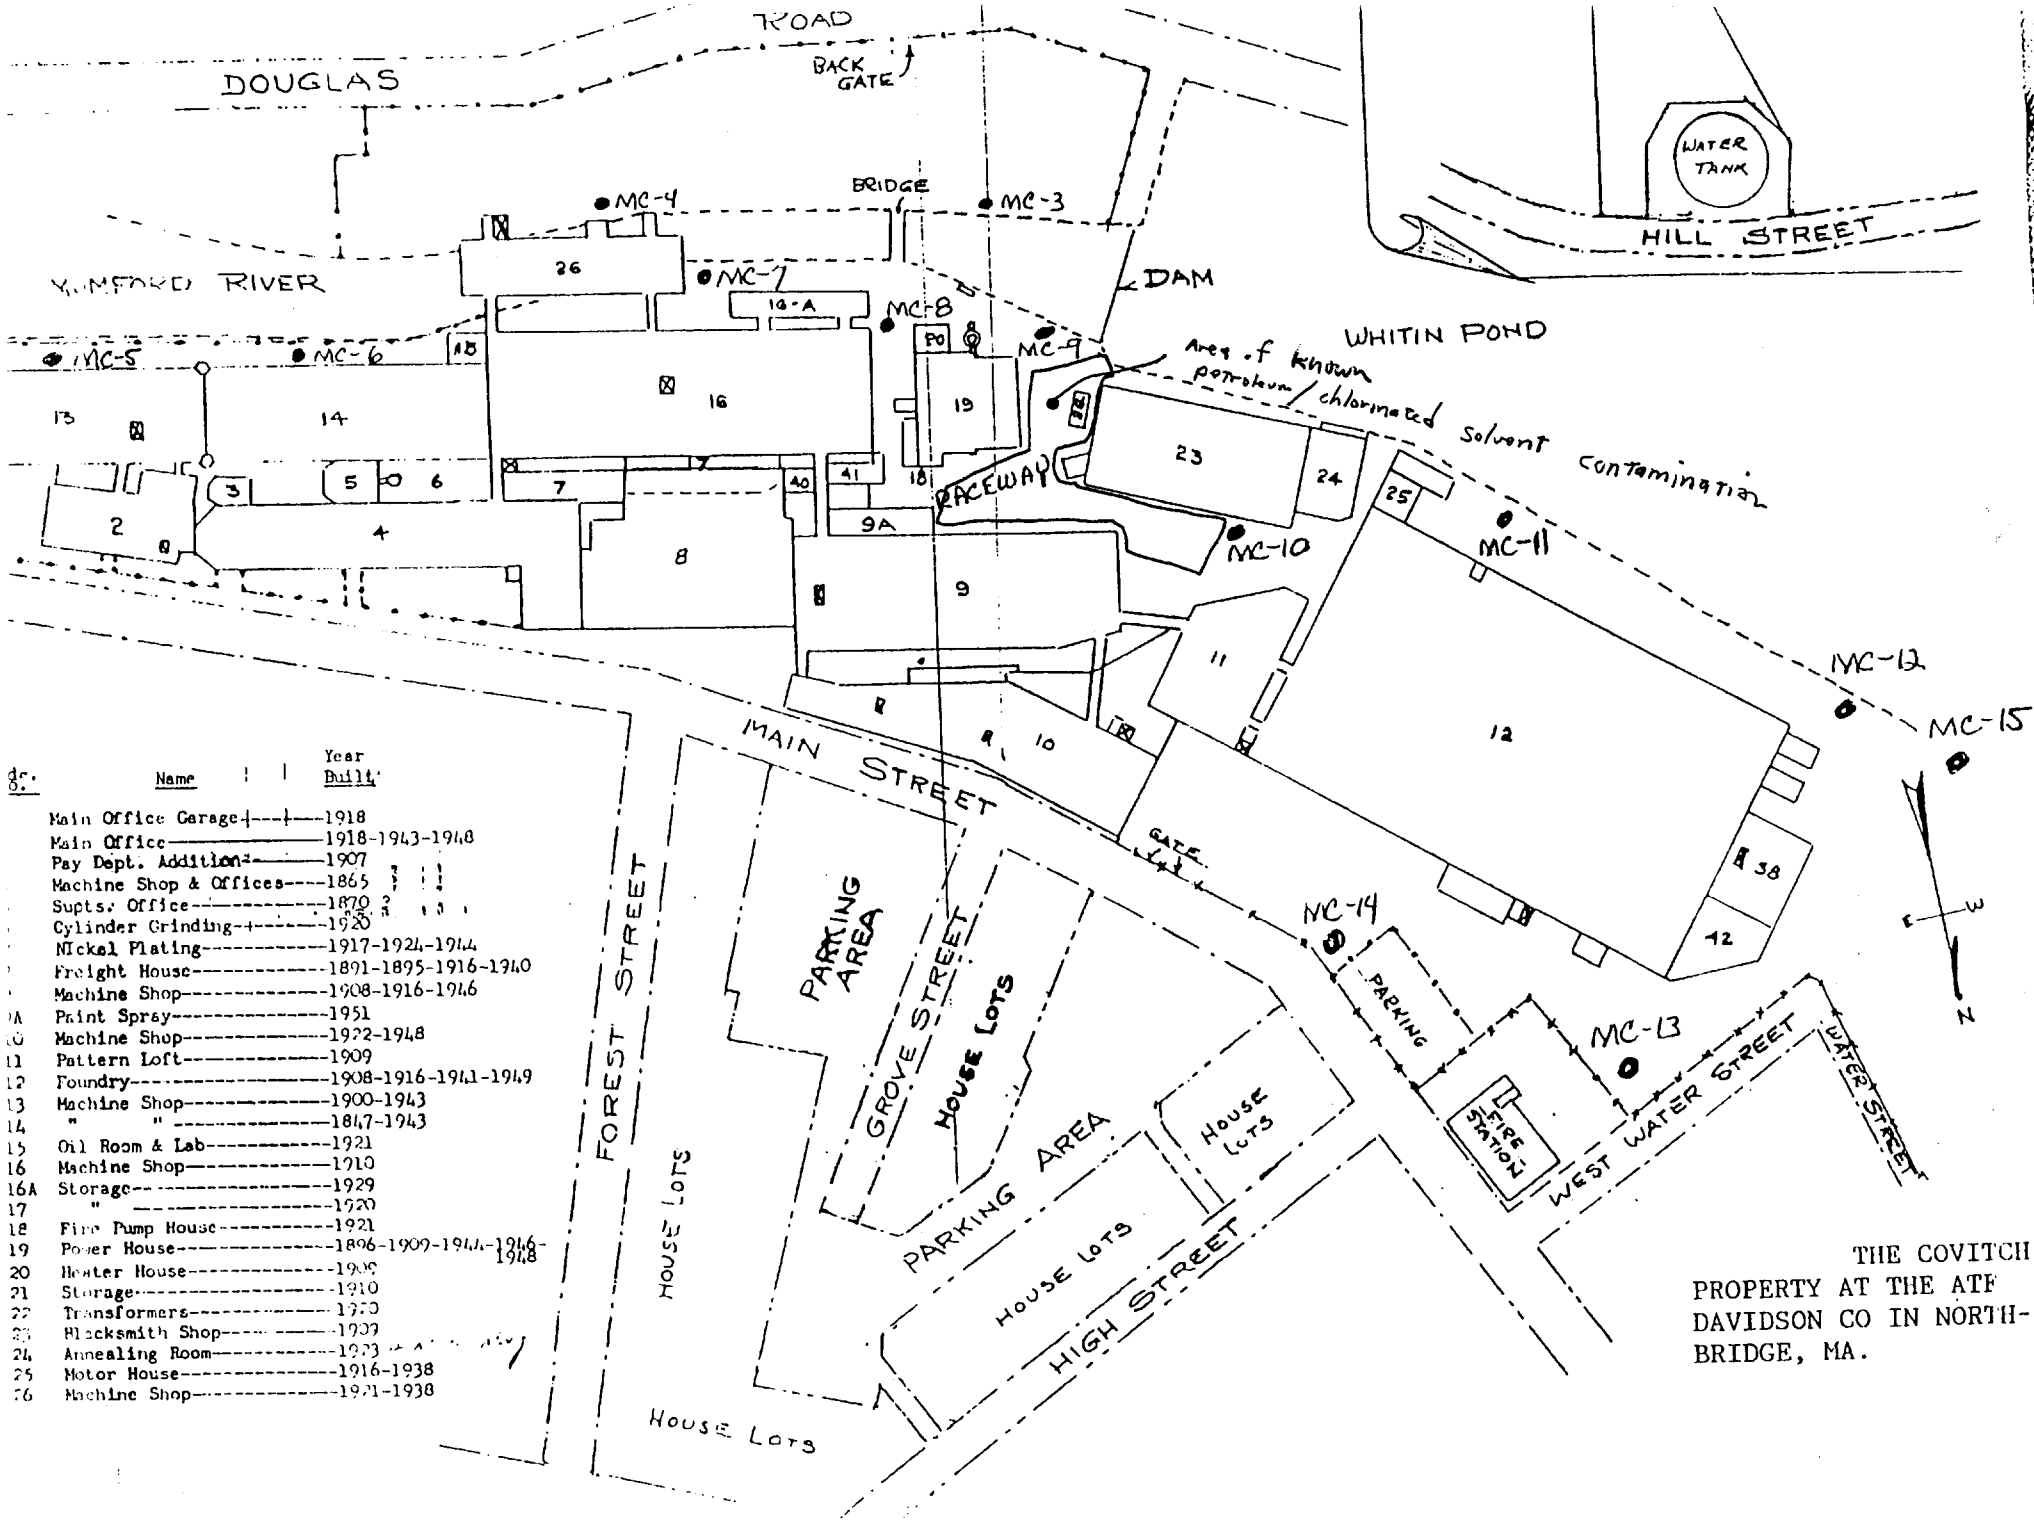 ROAD
DOUGLAS
BACK
GATE
WATER
TANK
HILL STREET
MC-4
BRIDGE
MC-3
26
MC-7
RIVER
16-A
MC-8
DAM
WHITIN POND
MC-5
MC-6
20
MC-9
Area of known
petroleum / chlorinated solvent contamination
13
14
16
19
23
24
25
3
5
6
7
7
40
41
18
RACEWAY
2
4
8
9A
9
MC-10
MC-11
11
12
MC-12
MC-15
10
MAIN STREET
GATE
38
42
E
W
N
MC-14
PARKING
MC-13
FIRE
STATION
WEST WATER STREET
WATER STREET
FOREST STREET
PARKING
AREA
GROVE STREET
HOUSE LOTS
HOUSE LOTS
PARKING AREA
HOUSE
LOTS
HOUSE LOTS
HIGH STREET
HOUSE LOTS
Name
Year
Built
Main Office Garage 1918
Main Office 1918-1943-1948
Pay Dept. Addition 1907
Machine Shop & Offices----1865
Supts. Office 1870
Cylinder Grinding 1920
Nickel Plating------------1917-1924-1944
Freight House-------------1891-1895-1916-1940
Machine Shop--------------1908-1916-1946
Paint Spray---------------1951
Machine Shop--------------1922-1948
11 Pattern Loft--------------1909
12 Foundry-------------------1908-1916-1941-1949
13 Machine Shop--------------1900-1943
14 " " --------------1847-1943
15 Oil Room & Lab------------1921
16 Machine Shop--------------1910
16A Storage-------------------1929
17 " -------------------1920
18 Fire Pump House-----------1921
19 Power House---------------1896-1909-1944-1946-
1948
20 Heater House--------------1909
21 Storage-------------------1910
22 Transformers--------------1920
23 Blacksmith Shop-----------1909
24 Annealing Room------------1923
25 Motor House---------------1916-1938
26 Machine Shop--------------1921-1938
THE COVITCH
PROPERTY AT THE ATF
DAVIDSON CO IN NORTH-
BRIDGE, MA.